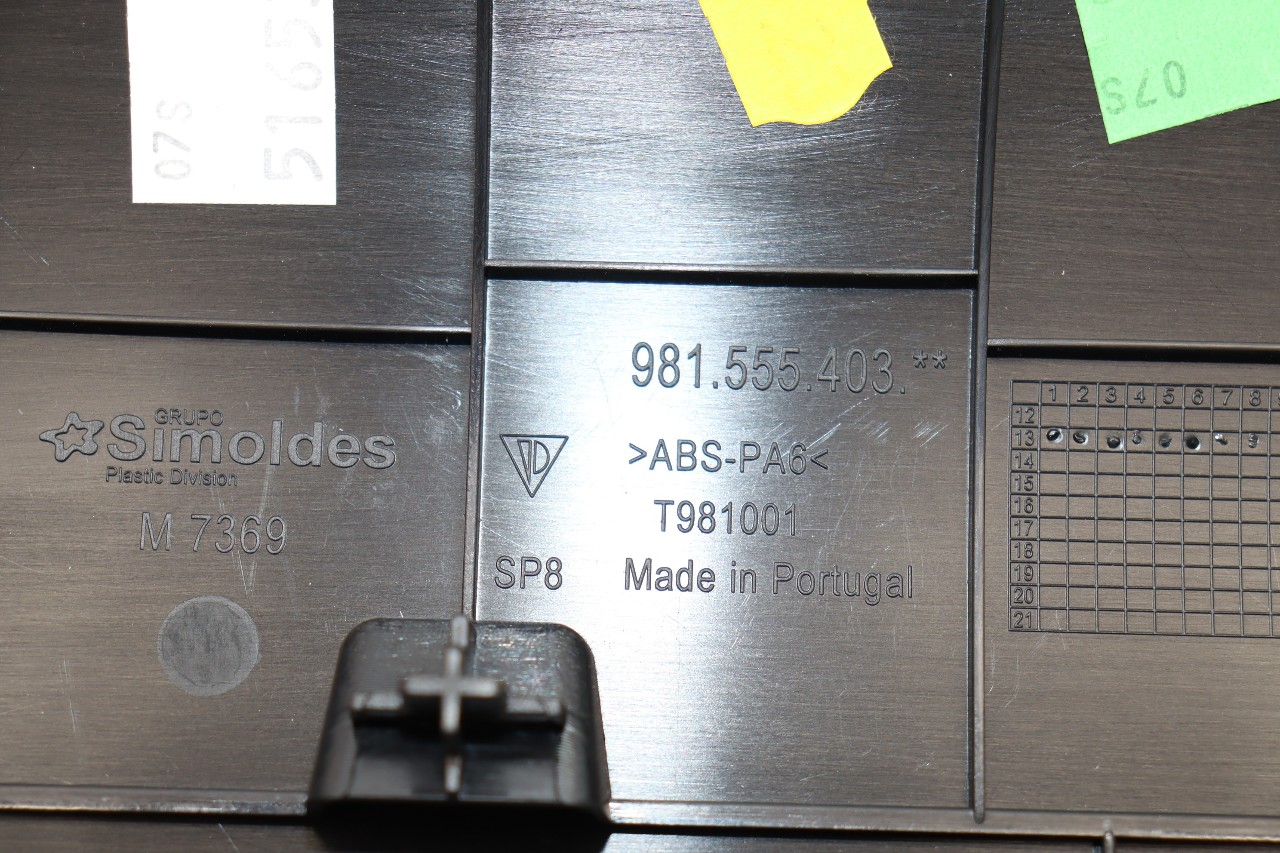 07S
5165
07S
981.555.403.**
GRUPO
Simoldes
Plastic Division
M 7369
>ABS-PA6<
T981001
SP8
Made in Portugal
1 2 3 4 5 6 7 8
12
13
14
15
16
17
18
19
20
21